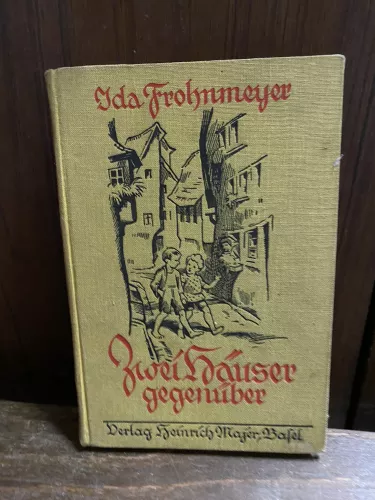 Ida Frohnmeyer
Zwei Häuser
gegenüber
Verlag Heinrich Majer, Basel